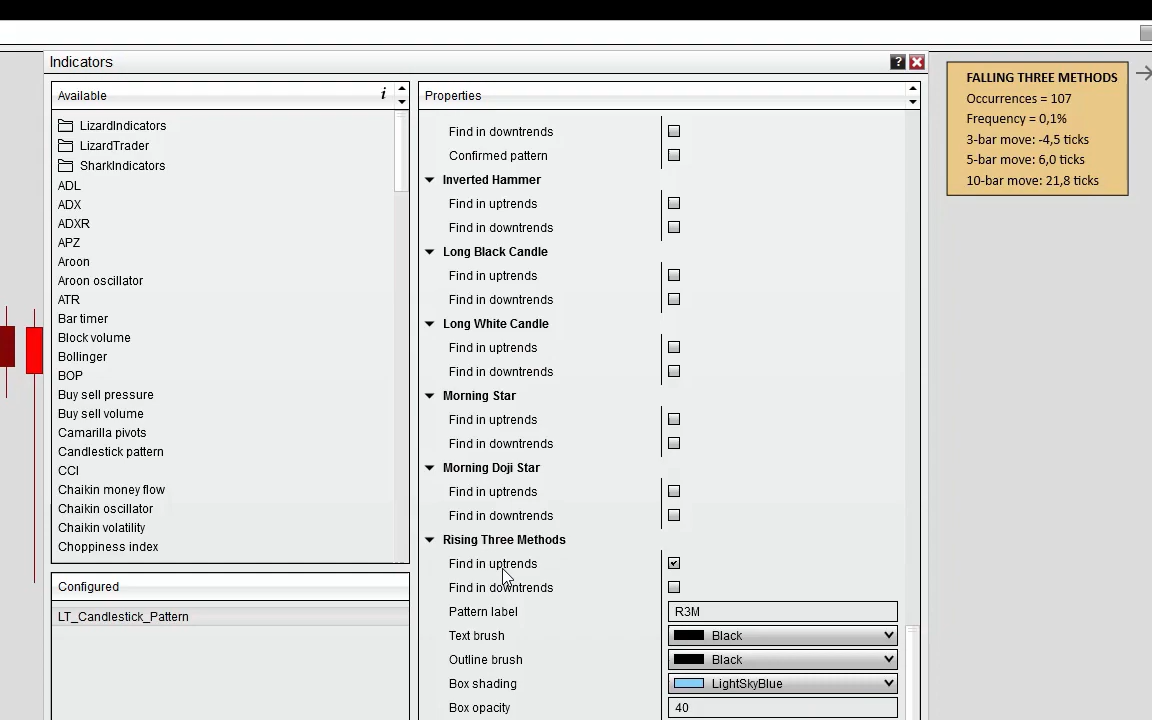 Indicators
?
Available
i
LizardIndicators
LizardTrader
SharkIndicators
ADL
ADX
ADXR
APZ
Aroon
Aroon oscillator
ATR
Bar timer
Block volume
Bollinger
BOP
Buy sell pressure
Buy sell volume
Camarilla pivots
Candlestick pattern
CCI
Chaikin money flow
Chaikin oscillator
Chaikin volatility
Choppiness index
Configured
LT_Candlestick_Pattern
Properties
Find in downtrends
Confirmed pattern
Inverted Hammer
Find in uptrends
Find in downtrends
Long Black Candle
Find in uptrends
Find in downtrends
Long White Candle
Find in uptrends
Find in downtrends
Morning Star
Find in uptrends
Find in downtrends
Morning Doji Star
Find in uptrends
Find in downtrends
Rising Three Methods
Find in uptrends
Find in downtrends
Pattern label R3M
Text brush Black
Outline brush Black
Box shading LightSkyBlue
Box opacity 40
FALLING THREE METHODS
Occurrences = 107
Frequency = 0,1%
3-bar move: -4,5 ticks
5-bar move: 6,0 ticks
10-bar move: 21,8 ticks